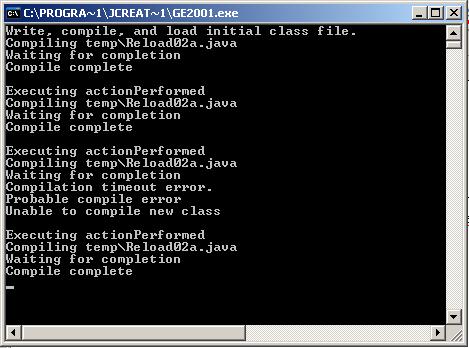 C:\PROGRA~1\JCREAT~1\GE2001.exe
Write, compile, and load initial class file.
Compiling temp\Reload02a.java
Waiting for completion
Compile complete
Executing actionPerformed
Compiling temp\Reload02a.java
Waiting for completion
Compile complete
Executing actionPerformed
Compiling temp\Reload02a.java
Waiting for completion
Compilation timeout error.
Probable compile error
Unable to compile new class
Executing actionPerformed
Compiling temp\Reload02a.java
Waiting for completion
Compile complete